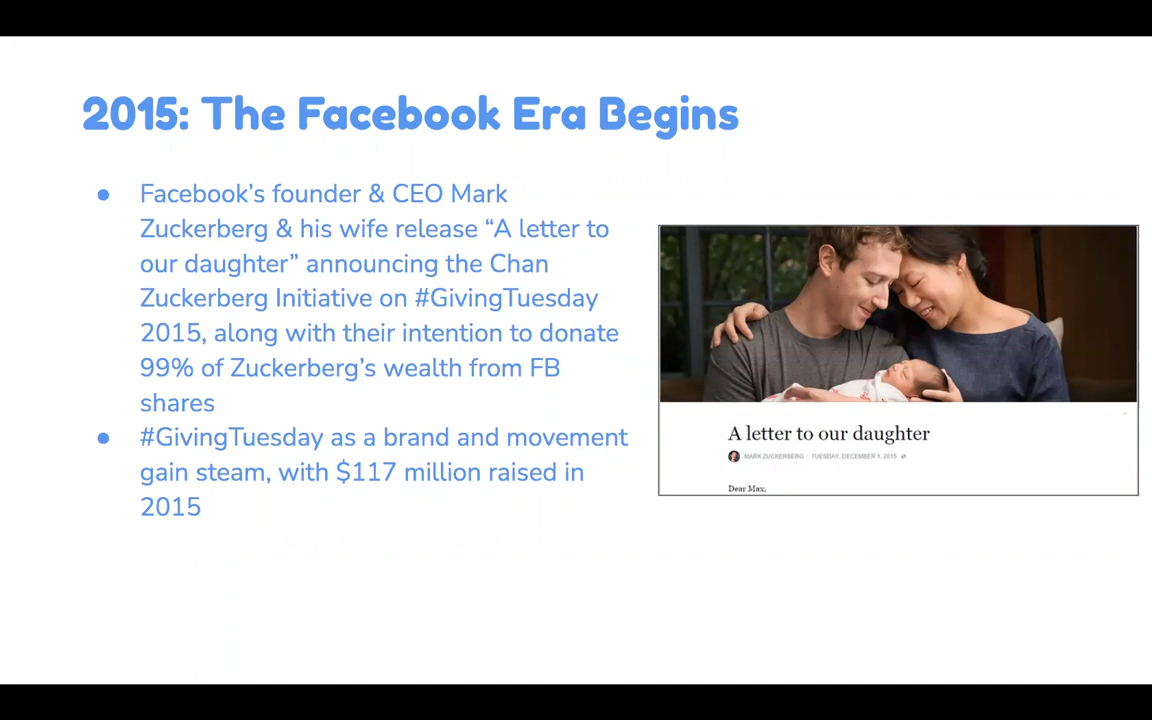 2015: The Facebook Era Begins
● Facebook’s founder & CEO Mark
Zuckerberg & his wife release “A letter to
our daughter” announcing the Chan
Zuckerberg Initiative on #GivingTuesday
2015, along with their intention to donate
99% of Zuckerberg’s wealth from FB
shares
● #GivingTuesday as a brand and movement
gain steam, with $117 million raised in
2015
A letter to our daughter
MARK ZUCKERBERG · TUESDAY, DECEMBER 1, 2015
Dear Max,